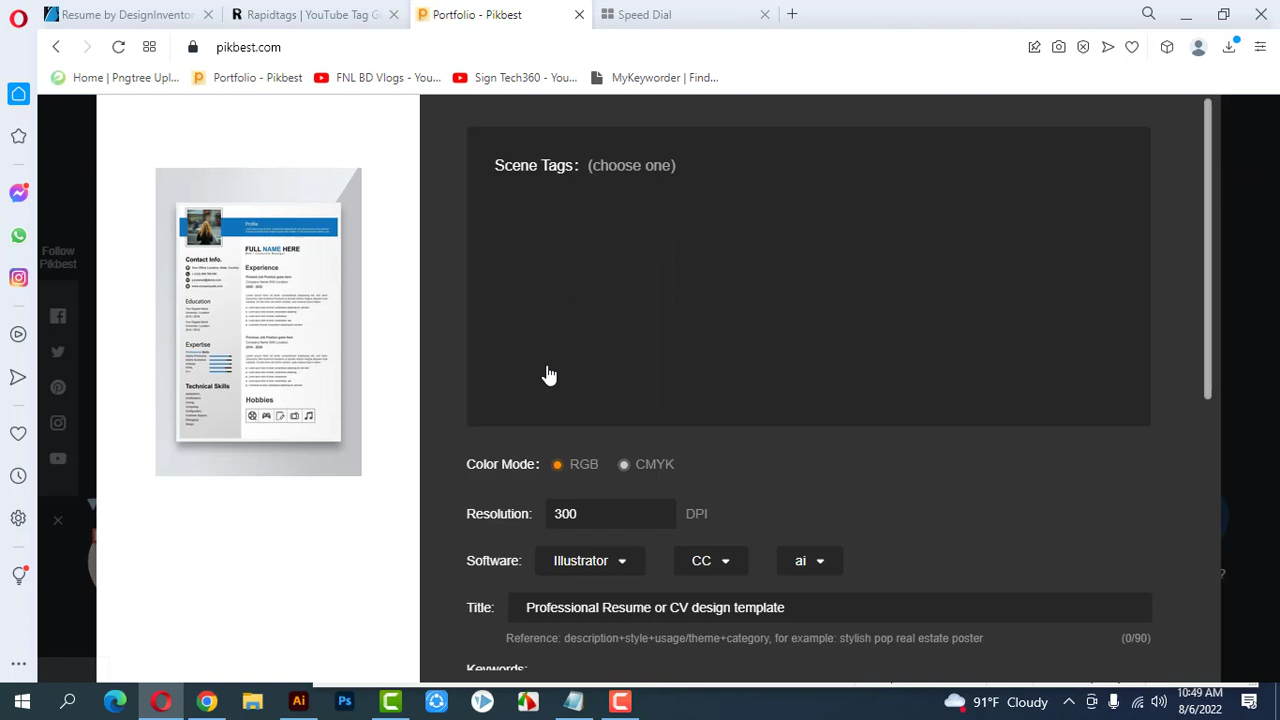 Resume by DesignInventor
Rapidtags | YouTube Tag G
Portfolio - Pikbest
Speed Dial
pikbest.com
Home | Pngtree Upl...
Portfolio - Pikbest
FNL BD Vlogs - You...
Sign Tech360 - You...
MyKeyworder | Find...
Follow
Pikbest
Profile
FULL NAME HERE
Contact Info.
Experience
Education
Expertise
Technical Skills
Hobbies
Scene Tags: (choose one)
Color Mode: RGB CMYK
Resolution: 300 DPI
Software: Illustrator CC ai
Title: Professional Resume or CV design template
Reference: description+style+usage/theme+category, for example: stylish pop real estate poster (0/90)
Keywords:
91°F Cloudy
:49 AM
8/6/2022